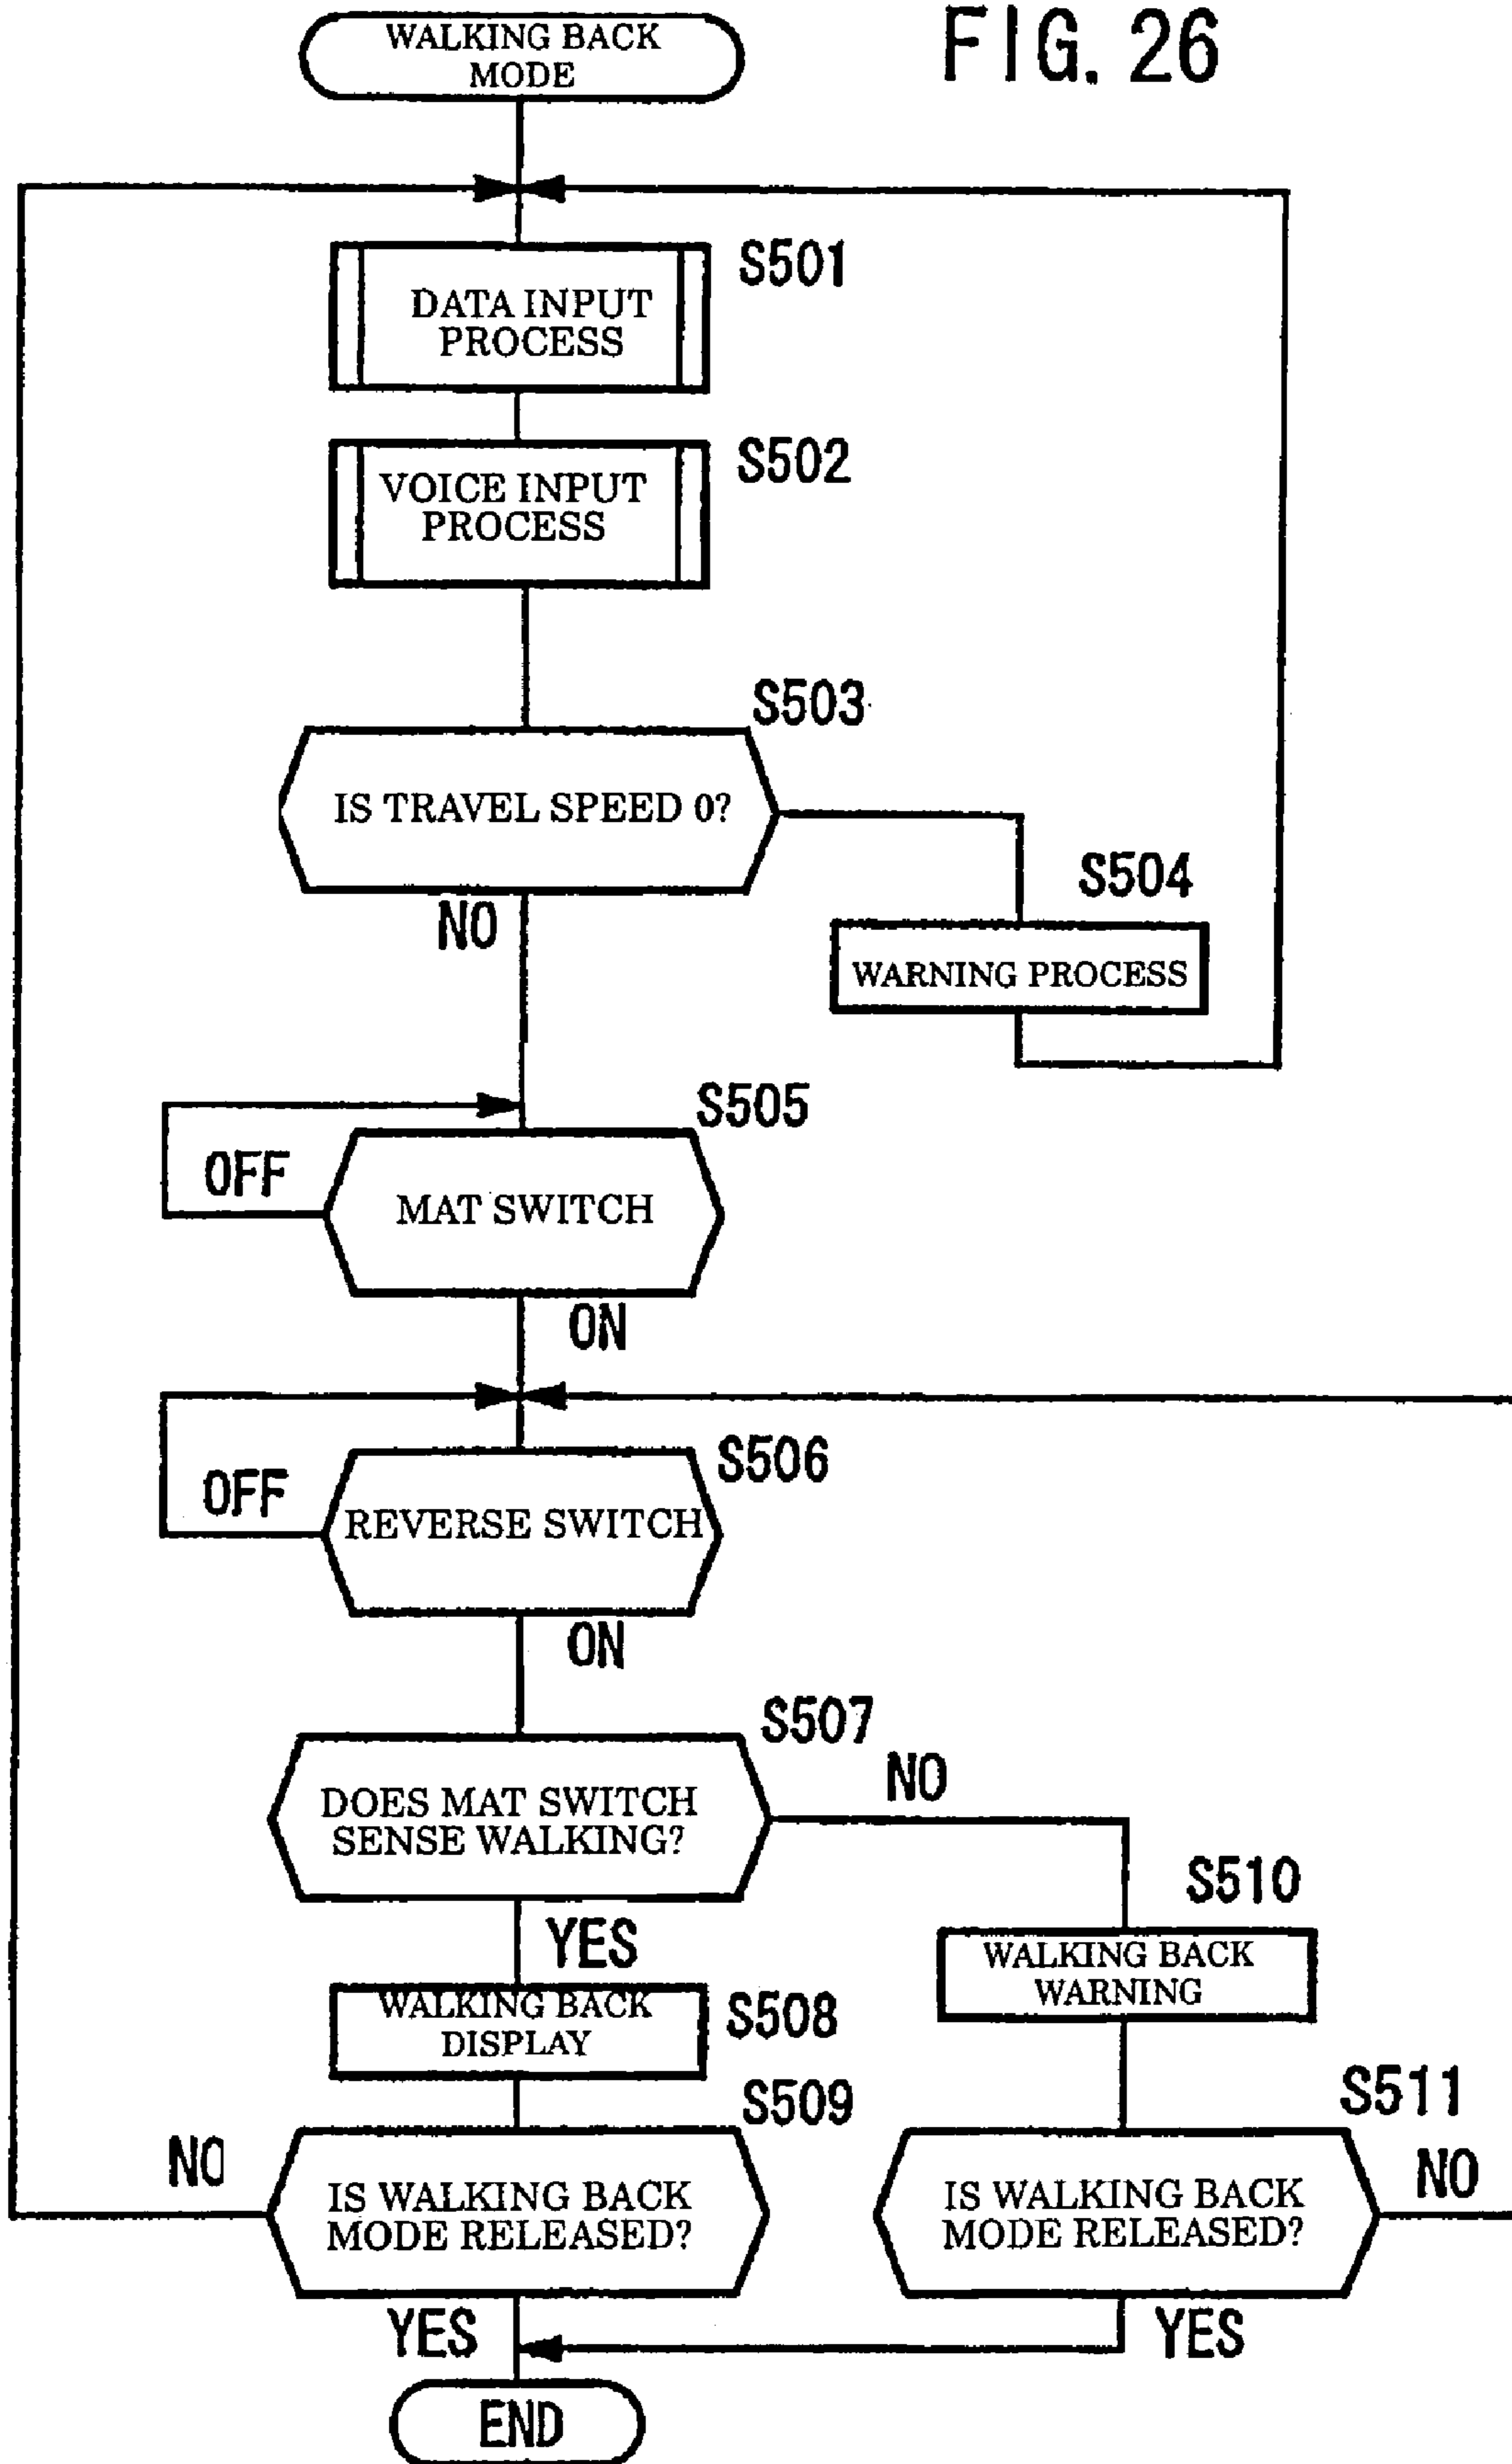 FIG. 26
WALKING BACK
MODE
S501
DATA INPUT
PROCESS
S502
VOICE INPUT
PROCESS
S503
IS TRAVEL SPEED 0?
NO
S504
WARNING PROCESS
S505
OFF
MAT SWITCH
ON
S506
OFF
REVERSE SWITCH
ON
S507
DOES MAT SWITCH
SENSE WALKING?
NO
YES
S510
WALKING BACK
WARNING
WALKING BACK
DISPLAY
S508
S509
NO
IS WALKING BACK
MODE RELEASED?
YES
S511
IS WALKING BACK
MODE RELEASED?
NO
YES
END